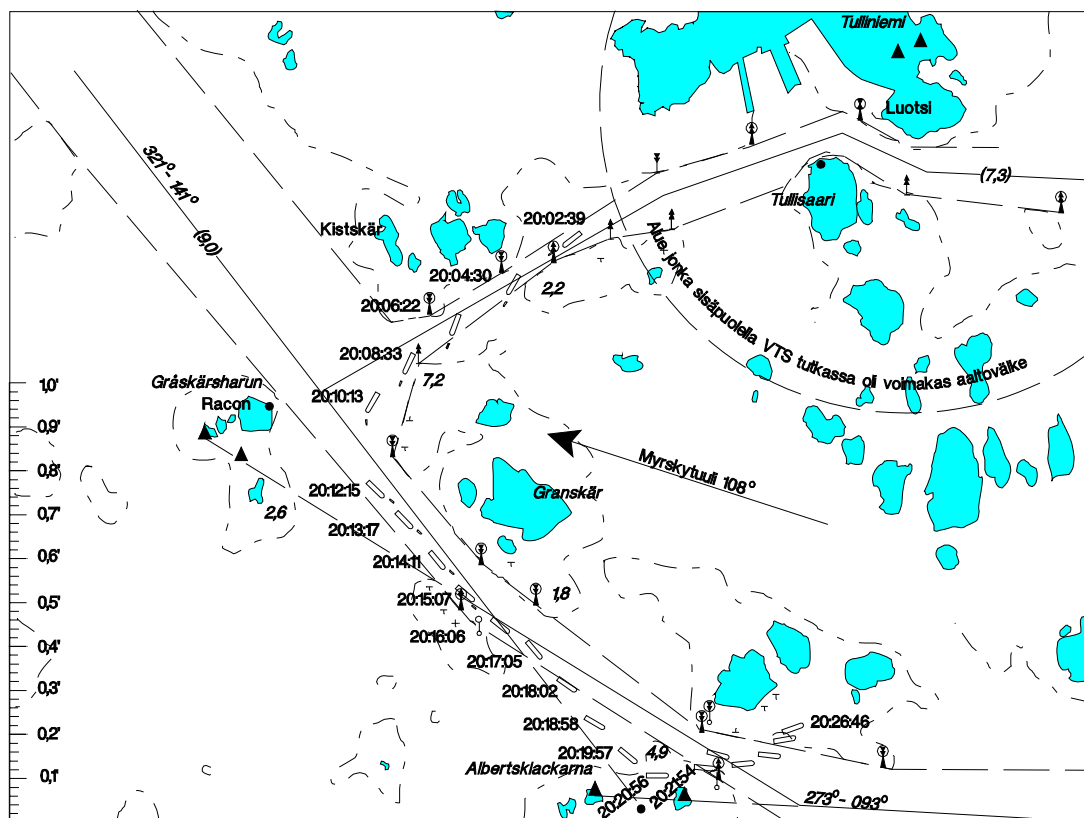 Tulliniemi
Luotsi
321° - 141°
(9,0)
(7,3)
Tullisaari
Kistskär
20:02:39
20:04:30
2,2
20:06:22
Alue jonka sisäpuolella VTS tutkassa oli voimakas aaltovälke
20:08:33
7,2
Gråskärsharun
Racon
20:10:13
1,0'
0,9'
0,8'
0,7'
0,6'
0,5'
0,4'
0,3'
0,2'
0,1'
Myrskytuuli 108°
Granskär
20:12:15
2,6
20:13:17
20:14:11
20:15:07
1,8
20:16:06
20:17:05
20:18:02
20:18:58
20:26:46
20:19:57
4,9
Albertsklackarna
20:20:56
20:21:54
273° - 093°